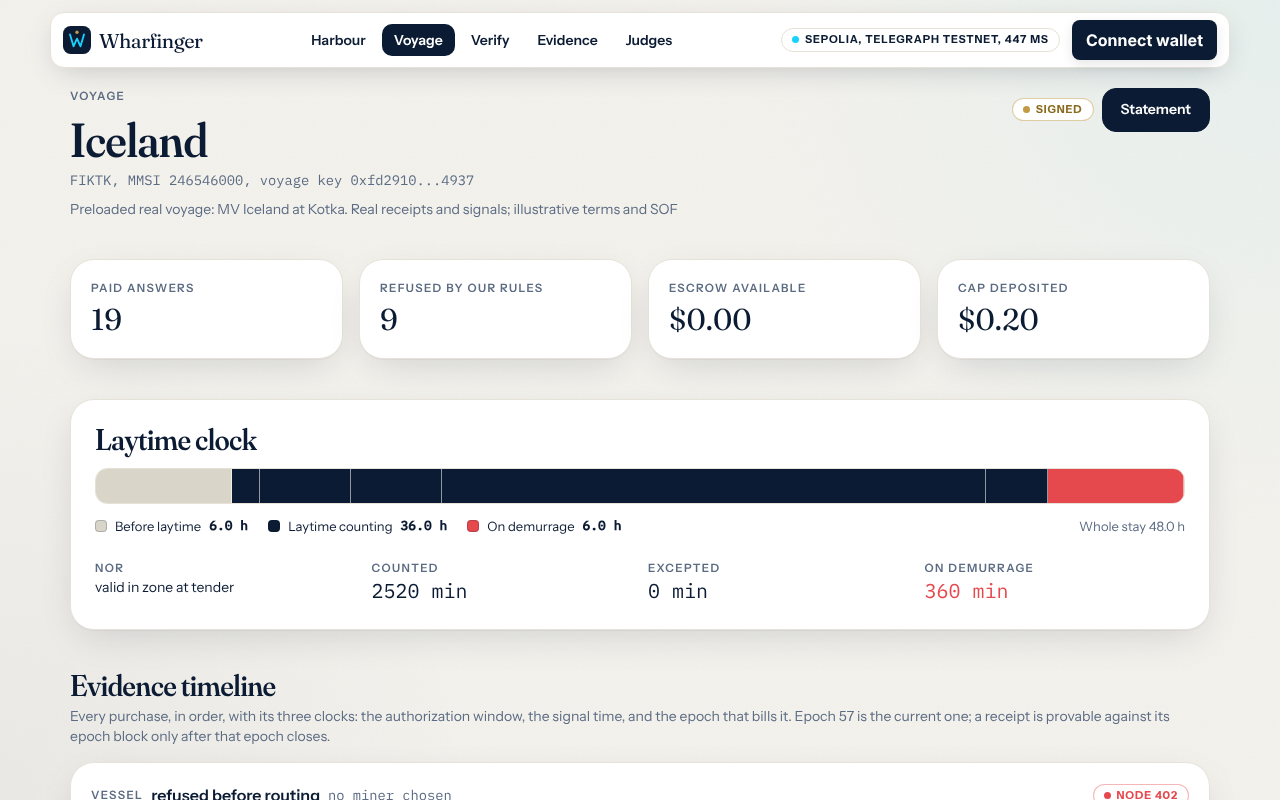 Wharfinger
Harbour
Voyage
Verify
Evidence
Judges
SEPOLIA, TELEGRAPH TESTNET, 447 MS
Connect wallet
VOYAGE
SIGNED
Statement
Iceland
FIKTK, MMSI 246546000, voyage key 0xfd2910...4937
Preloaded real voyage: MV Iceland at Kotka. Real receipts and signals; illustrative terms and SOF
PAID ANSWERS
19
REFUSED BY OUR RULES
9
ESCROW AVAILABLE
$0.00
CAP DEPOSITED
$0.20
Laytime clock
Before laytime 6.0 h
Laytime counting 36.0 h
On demurrage 6.0 h
Whole stay 48.0 h
NOR
valid in zone at tender
COUNTED
2520 min
EXCEPTED
0 min
ON DEMURRAGE
360 min
Evidence timeline
Every purchase, in order, with its three clocks: the authorization window, the signal time, and the epoch that bills it. Epoch 57 is the current one; a receipt is provable against its
epoch block only after that epoch closes.
VESSEL refused before routing no miner chosen
NODE 402